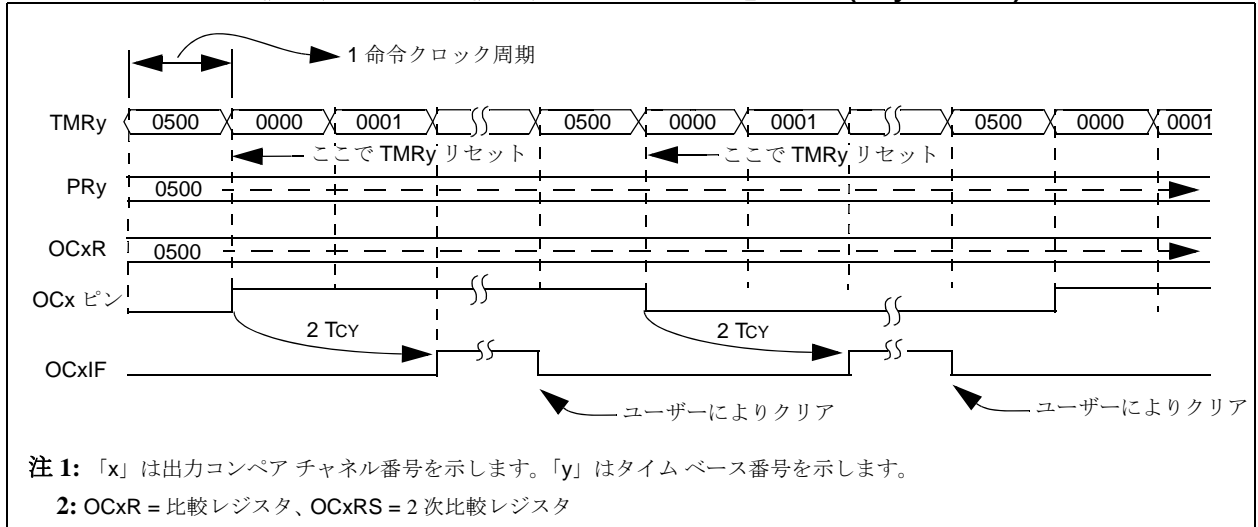 1 命令クロック周期
TMRy 0500 0000 0001 0500 0000 0001 0500 0000 0001
ここで TMRy リセット ここで TMRy リセット
PRy 0500
OCxR 0500
OCx ピン
2 TCY 2 TCY
OCxIF
ユーザーによりクリア ユーザーによりクリア
注 1: 「x」は出力コンペア チャネル番号を示します。「y」はタイム ベース番号を示します。
2: OCxR = 比較レジスタ、OCxRS = 2 次比較レジスタ